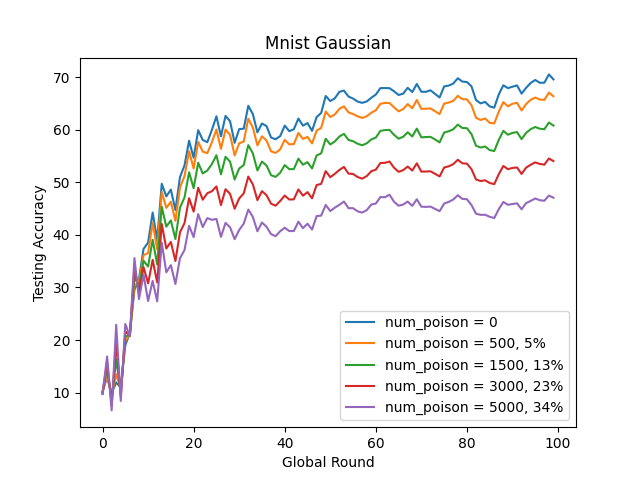 Mnist Gaussian
Testing Accuracy
70
60
50
40
30
20
10
0
20
40
60
80
100
Global Round
num_poison = 0
num_poison = 500, 5%
num_poison = 1500, 13%
num_poison = 3000, 23%
num_poison = 5000, 34%